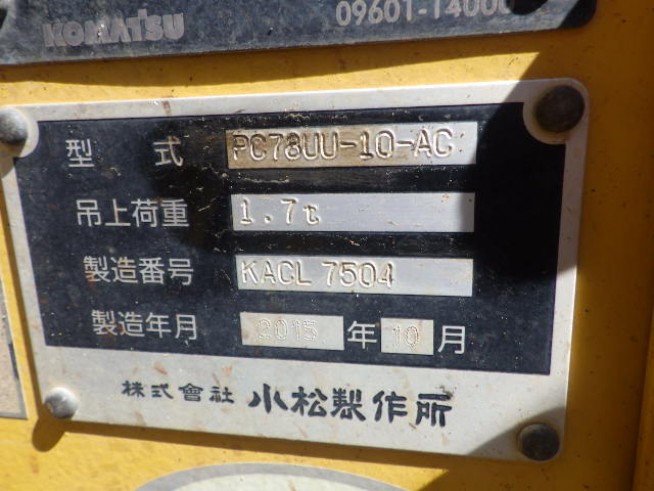 KOMATSU 09601-14000
型式 PC78UU-10-AC
吊上荷重 1.7t
製造番号 KACL 7504
製造年月 2015 年 10 月
株式會社 小松製作所